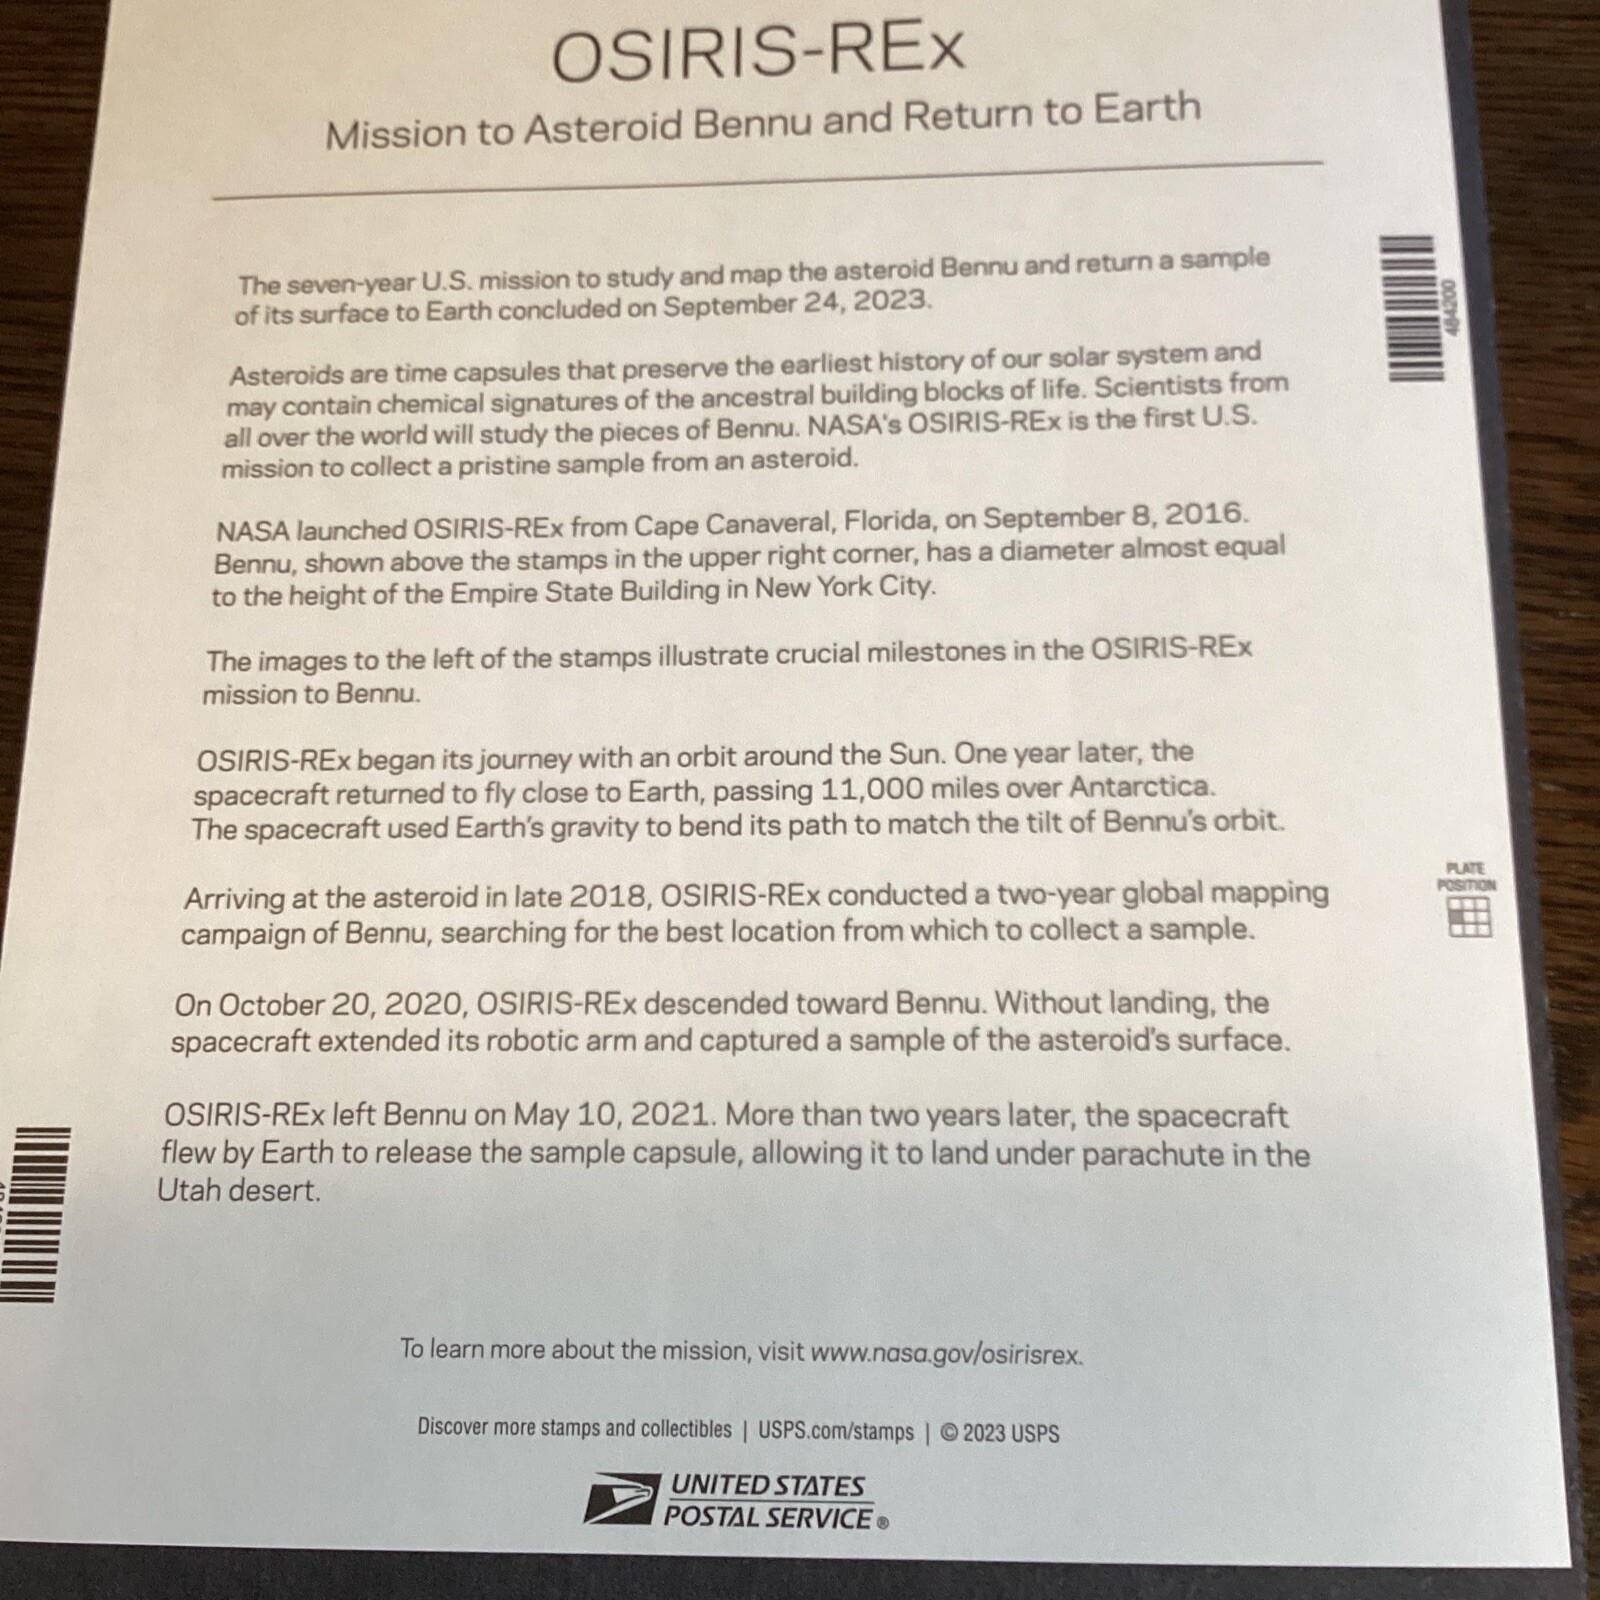 OSIRIS-REx
Mission to Asteroid Bennu and Return to Earth
The seven-year U.S. mission to study and map the asteroid Bennu and return a sample
of its surface to Earth concluded on September 24, 2023.
Asteroids are time capsules that preserve the earliest history of our solar system and
may contain chemical signatures of the ancestral building blocks of life. Scientists from
all over the world will study the pieces of Bennu. NASA's OSIRIS-REx is the first U.S.
mission to collect a pristine sample from an asteroid.
NASA launched OSIRIS-REx from Cape Canaveral, Florida, on September 8, 2016.
Bennu, shown above the stamps in the upper right corner, has a diameter almost equal
to the height of the Empire State Building in New York City.
The images to the left of the stamps illustrate crucial milestones in the OSIRIS-REx
mission to Bennu.
OSIRIS-REx began its journey with an orbit around the Sun. One year later, the
spacecraft returned to fly close to Earth, passing 11,000 miles over Antarctica.
The spacecraft used Earth's gravity to bend its path to match the tilt of Bennu's orbit.
Arriving at the asteroid in late 2018, OSIRIS-REx conducted a two-year global mapping
campaign of Bennu, searching for the best location from which to collect a sample.
On October 20, 2020, OSIRIS-REx descended toward Bennu. Without landing, the
spacecraft extended its robotic arm and captured a sample of the asteroid's surface.
OSIRIS-REx left Bennu on May 10, 2021. More than two years later, the spacecraft
flew by Earth to release the sample capsule, allowing it to land under parachute in the
Utah desert.
To learn more about the mission, visit www.nasa.gov/osirisrex.
Discover more stamps and collectibles | USPS.com/stamps | © 2023 USPS
UNITED STATES
POSTAL SERVICE®
484200
PLATE
POSITION